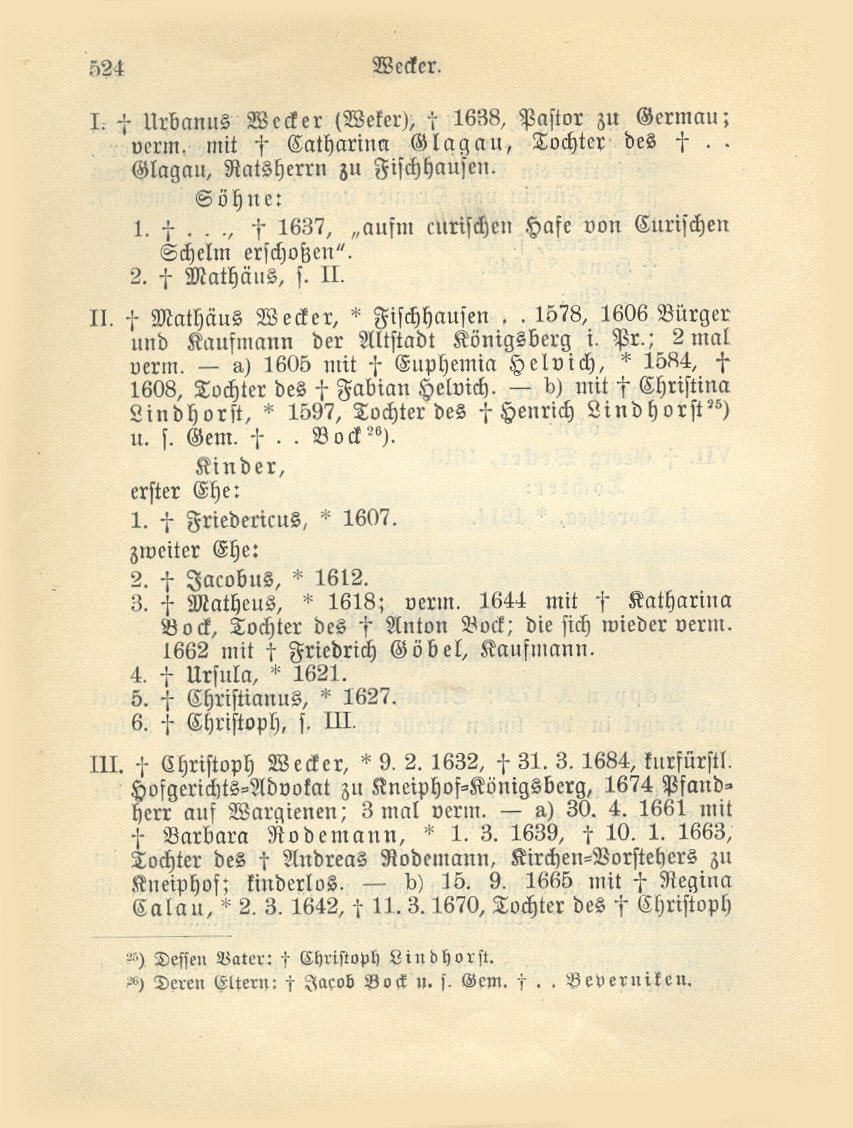 524 Wecker.
I. † Urbanus Wecker (Weker), † 1638, Pastor zu Germau;
verm. mit † Catharina Glagau, Tochter des † . .
Glagau, Ratsherrn zu Fischhausen.
Söhne:
1. † . . ., † 1637, „aufm curischen Hafe von Curischen
Schelm erschoßen“.
2. † Mathäus, s. II.
II. † Mathäus Wecker, * Fischhausen . . 1578, 1606 Bürger
und Kaufmann der Altstadt Königsberg i. Pr.; 2 mal
verm. — a) 1605 mit † Euphemia Helvich, * 1584, †
1608, Tochter des † Fabian Helvich. — b) mit † Christina
Lindhorst, * 1597, Tochter des † Henrich Lindhorst²⁵)
u. s. Gem. † . . Bock²⁶).
Kinder,
erster Ehe:
1. † Friedericus, * 1607.
zweiter Ehe:
2. † Jacobus, * 1612.
3. † Matheus, * 1618; verm. 1644 mit † Katharina
Bock, Tochter des † Anton Bock; die sich wieder verm.
1662 mit † Friedrich Göbel, Kaufmann.
4. † Ursula, * 1621.
5. † Christianus, * 1627.
6. † Christoph, s. III.
III. † Christoph Wecker, * 9. 2. 1632, † 31. 3. 1684, kurfürstl.
Hofgerichts-Advokat zu Kneiphof-Königsberg, 1674 Pfand-
herr auf Wargienen; 3 mal verm. — a) 30. 4. 1661 mit
† Barbara Rodemann, * 1. 3. 1639, † 10. 1. 1663,
Tochter des † Andreas Rodemann, Kirchen-Vorstehers zu
Kneiphof; kinderlos. — b) 15. 9. 1665 mit † Regina
Calau, * 2. 3. 1642, † 11. 3. 1670, Tochter des † Christoph
²⁵) Dessen Vater: † Christoph Lindhorst.
²⁶) Deren Eltern: † Jacob Bock u. s. Gem. † . . Beverniken.